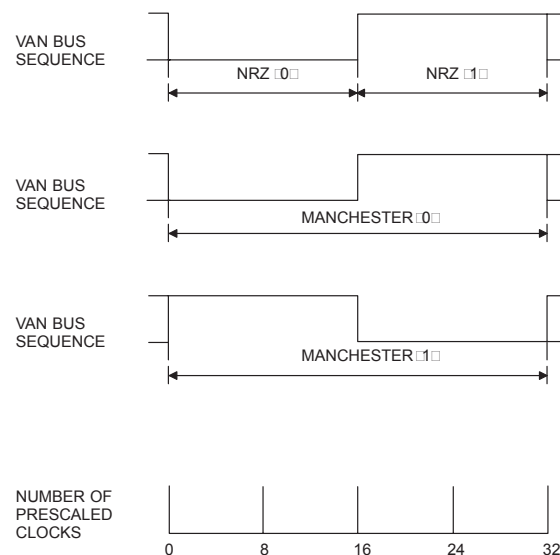 VAN BUS
SEQUENCE
NRZ □0□
NRZ □1□
VAN BUS
SEQUENCE
MANCHESTER □0□
VAN BUS
SEQUENCE
MANCHESTER □1□
NUMBER OF
PRESCALED
CLOCKS
0 8 16 24 32